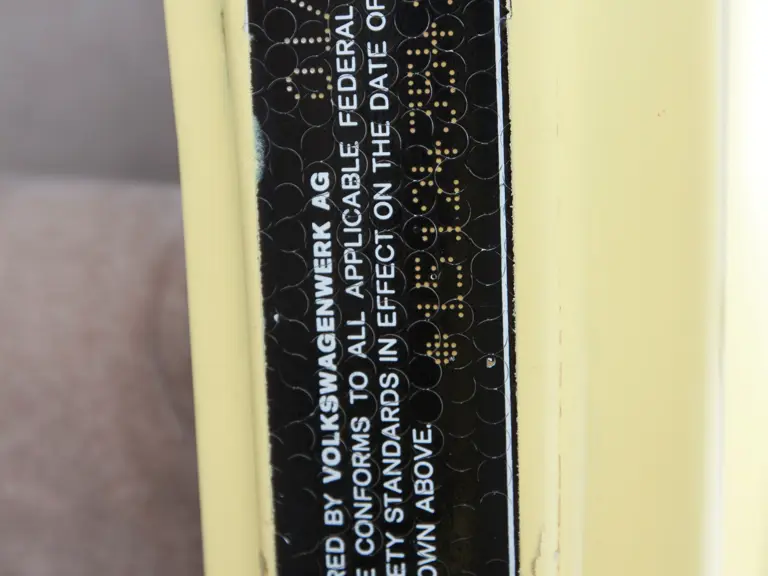 11/
RED BY VOLKSWAGENWERK AG
E CONFORMS TO ALL APPLICABLE FEDERAL
ETY STANDARDS IN EFFECT ON THE DATE OF
OWN ABOVE.